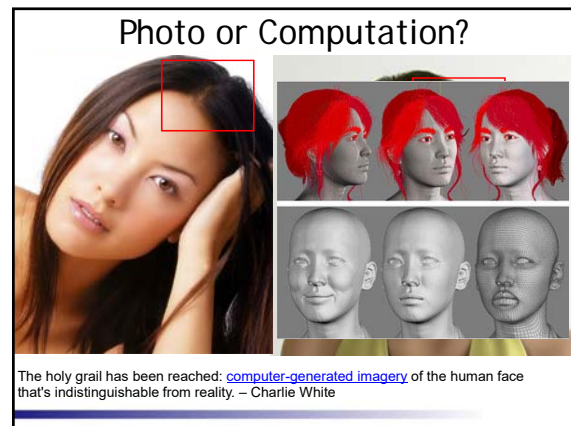 Photo or Computation?
The holy grail has been reached: computer-generated imagery of the human face
that's indistinguishable from reality. – Charlie White